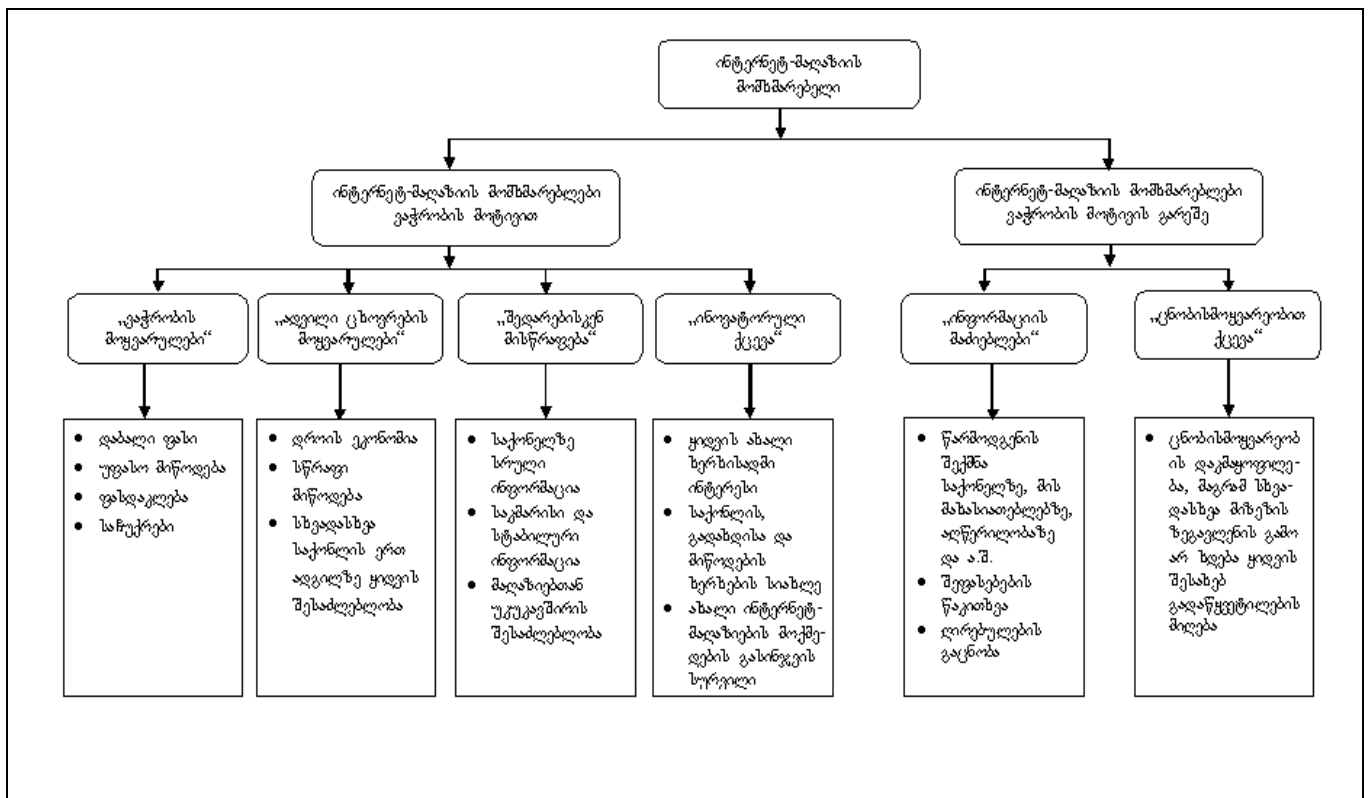 ინტერნეტ-მაღაზიის
მომხმარებელი
ინტერნეტ-მაღაზიის მომხმარებლები
ვაჭრობის მოტივით
ინტერნეტ-მაღაზიის მომხმარებლები
ვაჭრობის მოტივის გარეშე
„ვაჭრობის
მოყვარულები“
„ადვილი ცხოვრების
მოყვარულები“
„შედარებისკენ
მისწრაფება“
„ინოვატორული
ქცევა“
„ინფორმაციის
მაძიებლები“
„ცნობისმოყვარეობით
ქცევა“
• დაბალი ფასი
• უფასო მიწოდება
• ფასდაკლება
• საჩუქრები
• დროის ეკონომია
• სწრაფი
მიწოდება
• სხვადასხვა
საქონლის ერთ
ადგილზე ყიდვის
შესაძლებლობა
• საქონელზე
სრული
ინფორმაცია
• საკმარისი და
სტაბილური
ინფორმაცია
• მაღაზიებთან
უკუკავშირის
შესაძლებლობა
• ყიდვის ახალი
ხერხისადმი
ინტერესი
• საქონლის,
გადახდისა და
მიწოდების
ხერხების სიახლე
• ახალი ინტერნეტ-
მაღაზიების მოქმე-
დების გასინჯვის
სურვილი
• წარმოდგენის
შექმნა
საქონელზე, მის
მახასიათებლებზე,
აღწერილობაზე
და ა.შ.
• შეფასებების
წაკითხვა
• ღირებულების
გაცნობა
• ცნობისმოყვარეობ
ის დაკმაყოფილე-
ბა, მაგრამ სხვა-
დასხვა მიზეზის
ზეგავლენის გამო
არ ხდება ყიდვის
შესახებ
გადაწყვეტილების
მიღება